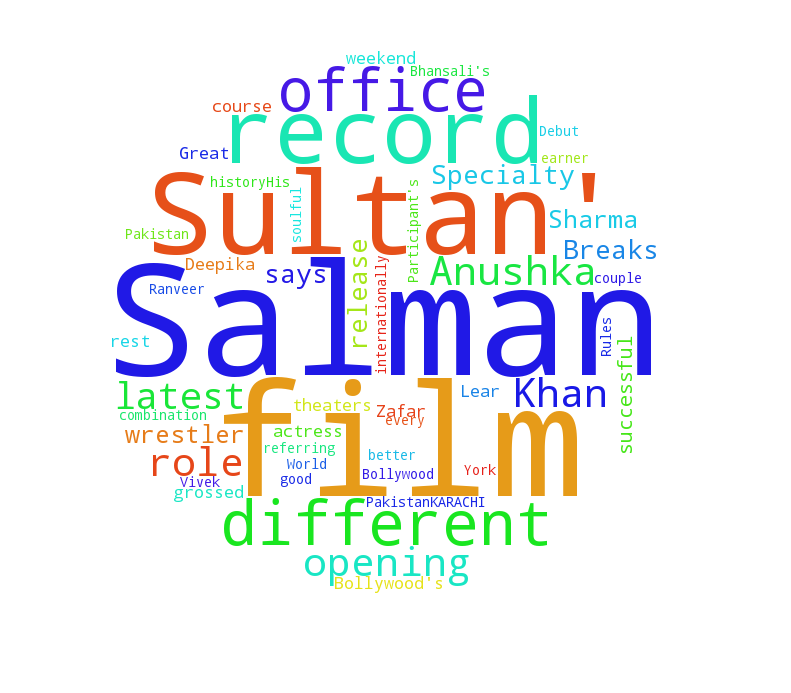 weekend
Bhansali's
office
course
record
Debut
Great
earner
Specialty
historyHis
Sultan'
soulful
Participant's
Sharma
Pakistan
Breaks
Deepika
says
release
internationally
Anushka
couple
Ranveer
Salman
rest
Rules
successful
latest
Khan
Lear
combination
film
theaters
Zafar
every
wrestler
actress
referring
role
World
better
York
Vivek
good
Bollywood
grossed
PakistanKARACHI
different
opening
Bollywood's